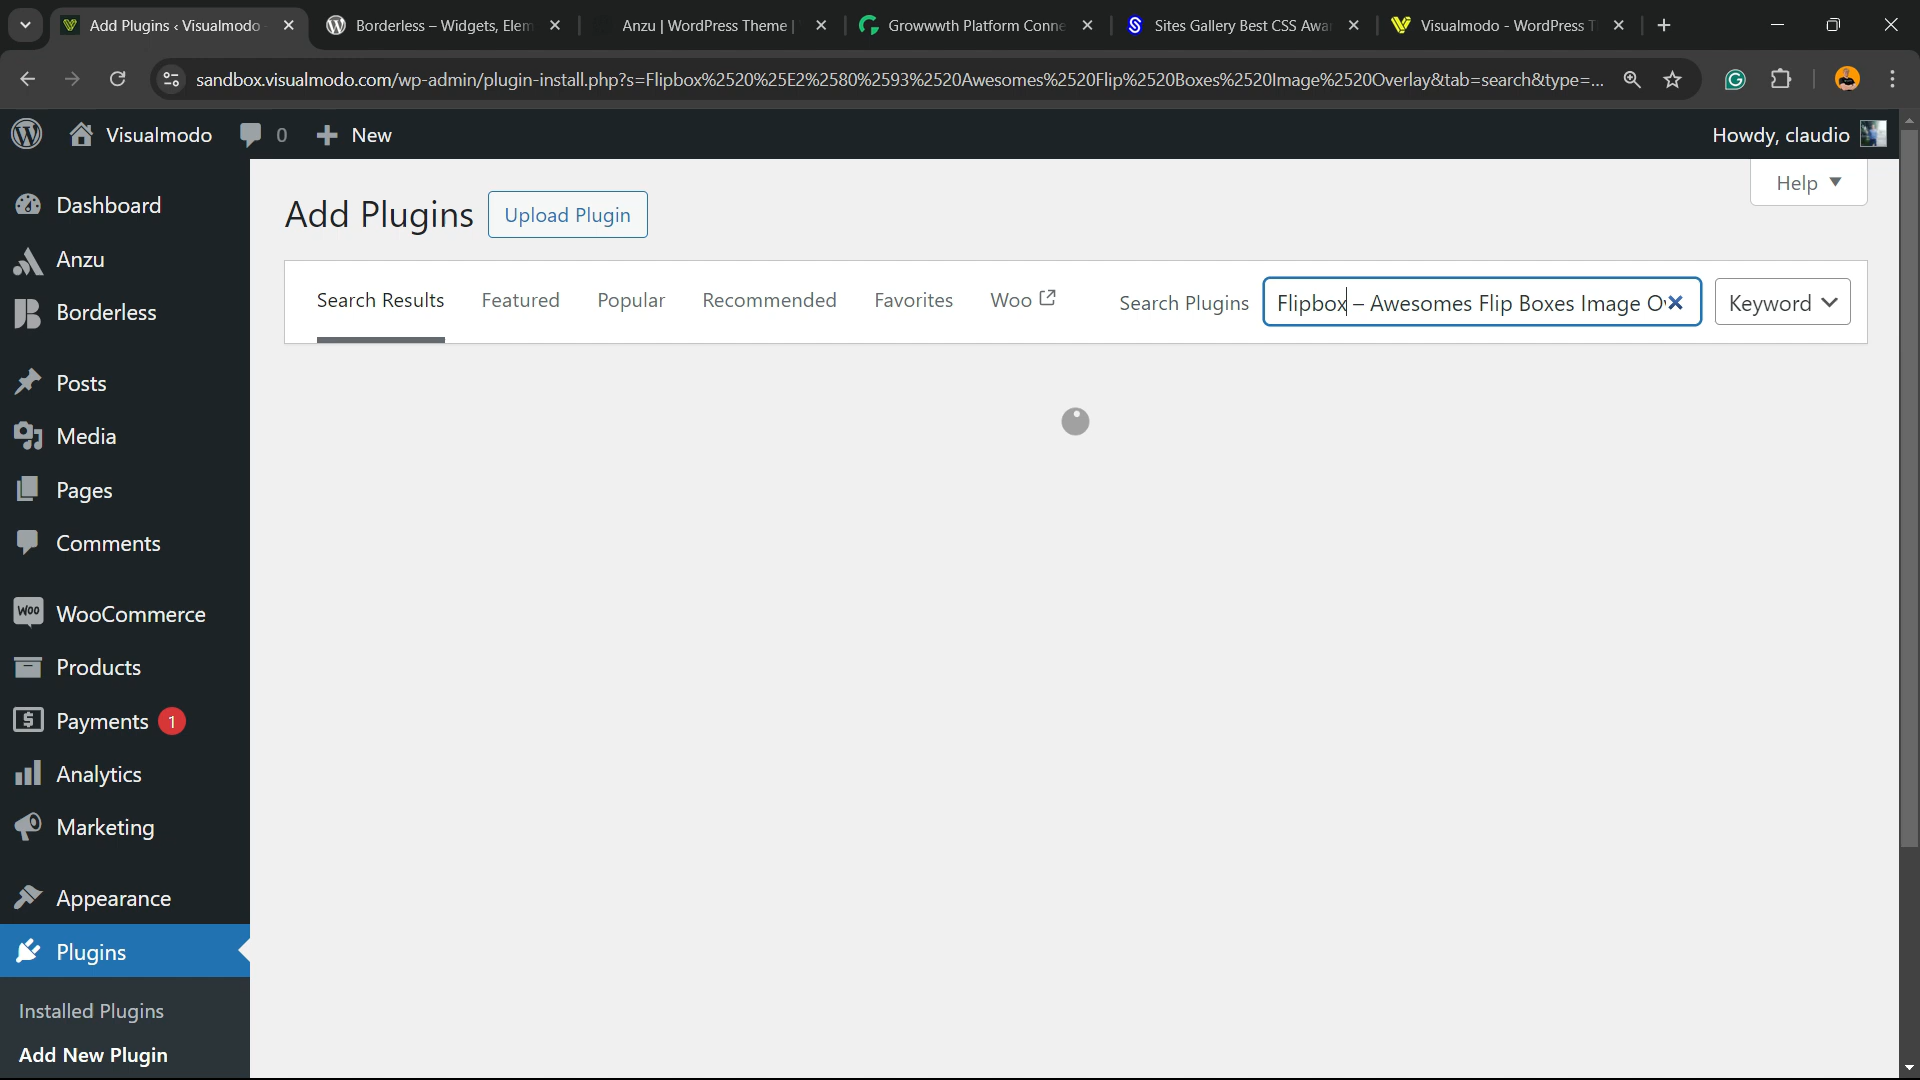 Add Plugins ‹ Visualmodo
Borderless – Widgets, Elem
Anzu | WordPress Theme |
Growwwth Platform Conne
Sites Gallery Best CSS Awa
Visualmodo - WordPress T
sandbox.visualmodo.com/wp-admin/plugin-install.php?s=Flipbox%2520%25E2%2580%2593%2520Awesomes%2520Flip%2520Boxes%2520Image%2520Overlay&tab=search&type=...
Visualmodo
0
New
Howdy, claudio
Help
Dashboard
Anzu
Borderless
Posts
Media
Pages
Comments
WOO
WooCommerce
Products
Payments 1
Analytics
Marketing
Appearance
Plugins
Installed Plugins
Add New Plugin
Add Plugins
Upload Plugin
Search Results
Featured
Popular
Recommended
Favorites
Woo
Search Plugins
Flipbox – Awesomes Flip Boxes Image O
Keyword